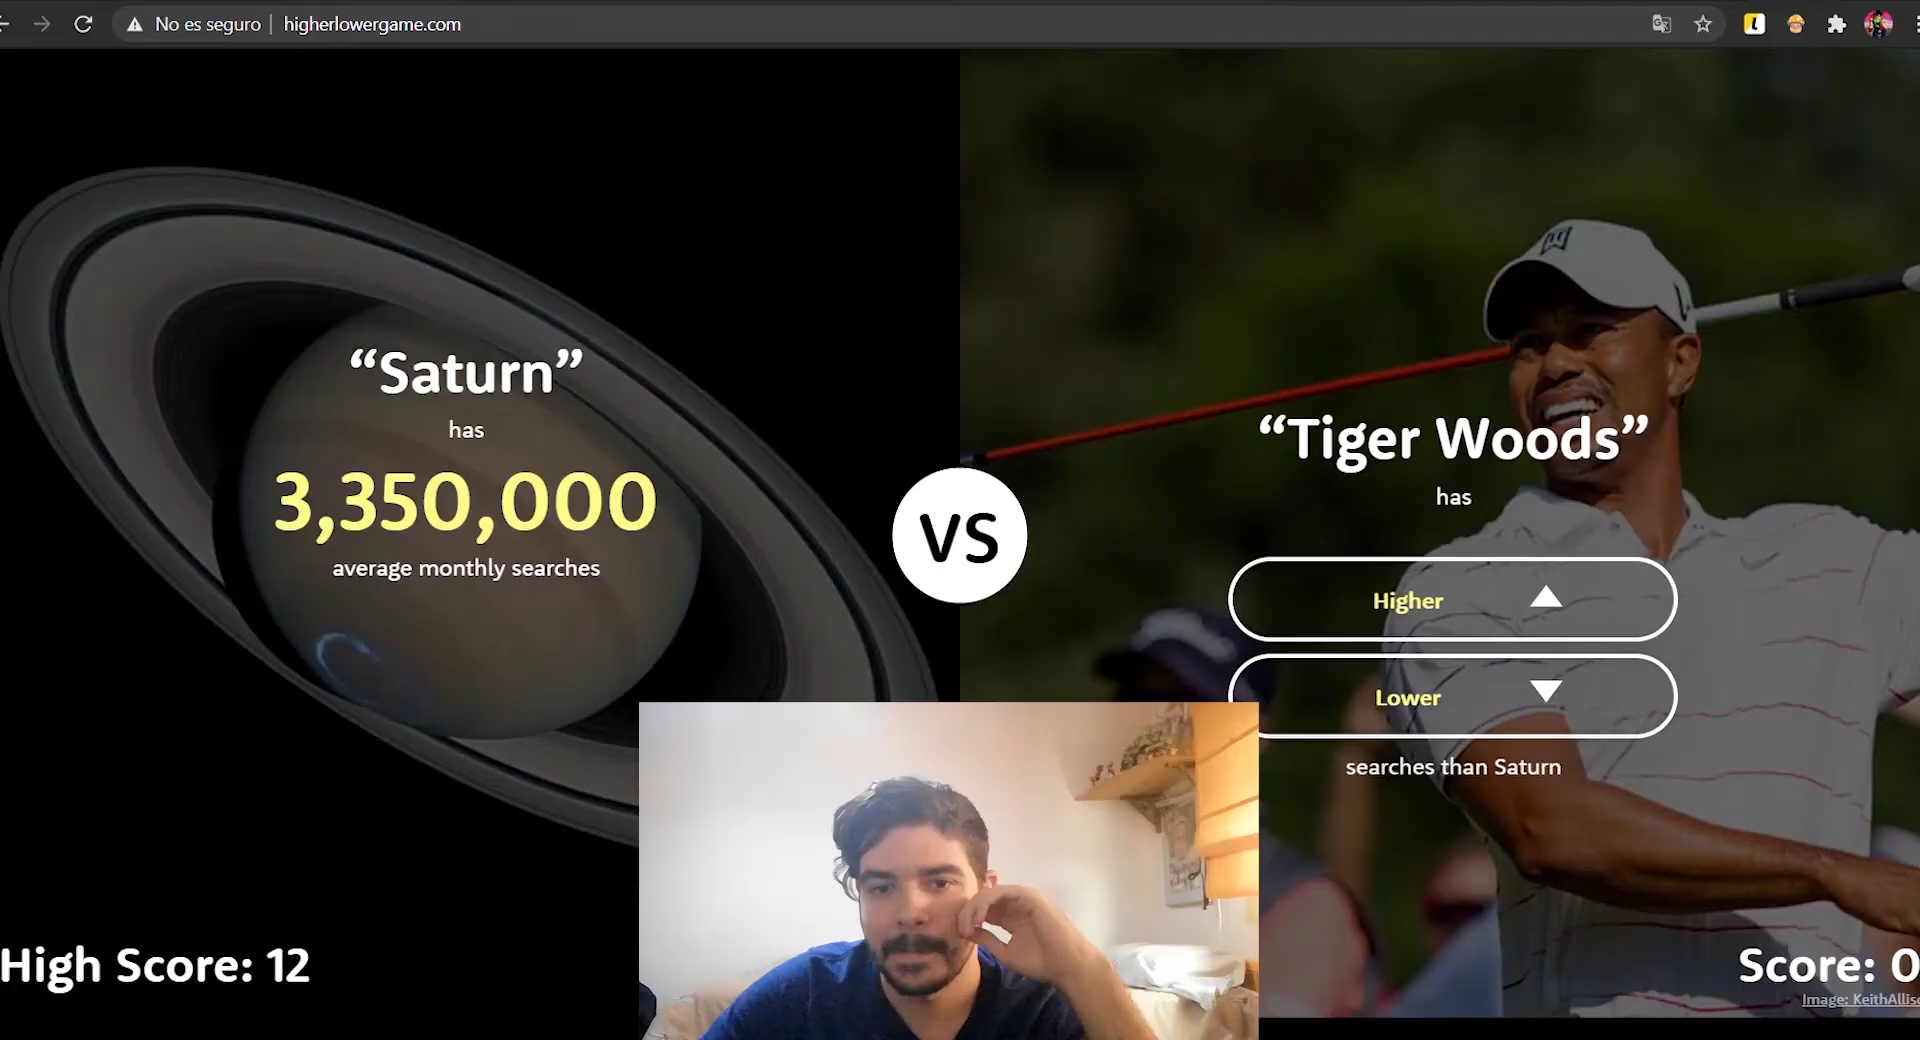 No es seguro | higherlowergame.com
“Saturn”
has
3,350,000
average monthly searches
VS
“Tiger Woods”
has
Higher
Lower
searches than Saturn
High Score: 12
Score: 0
Image: KeithAlliso